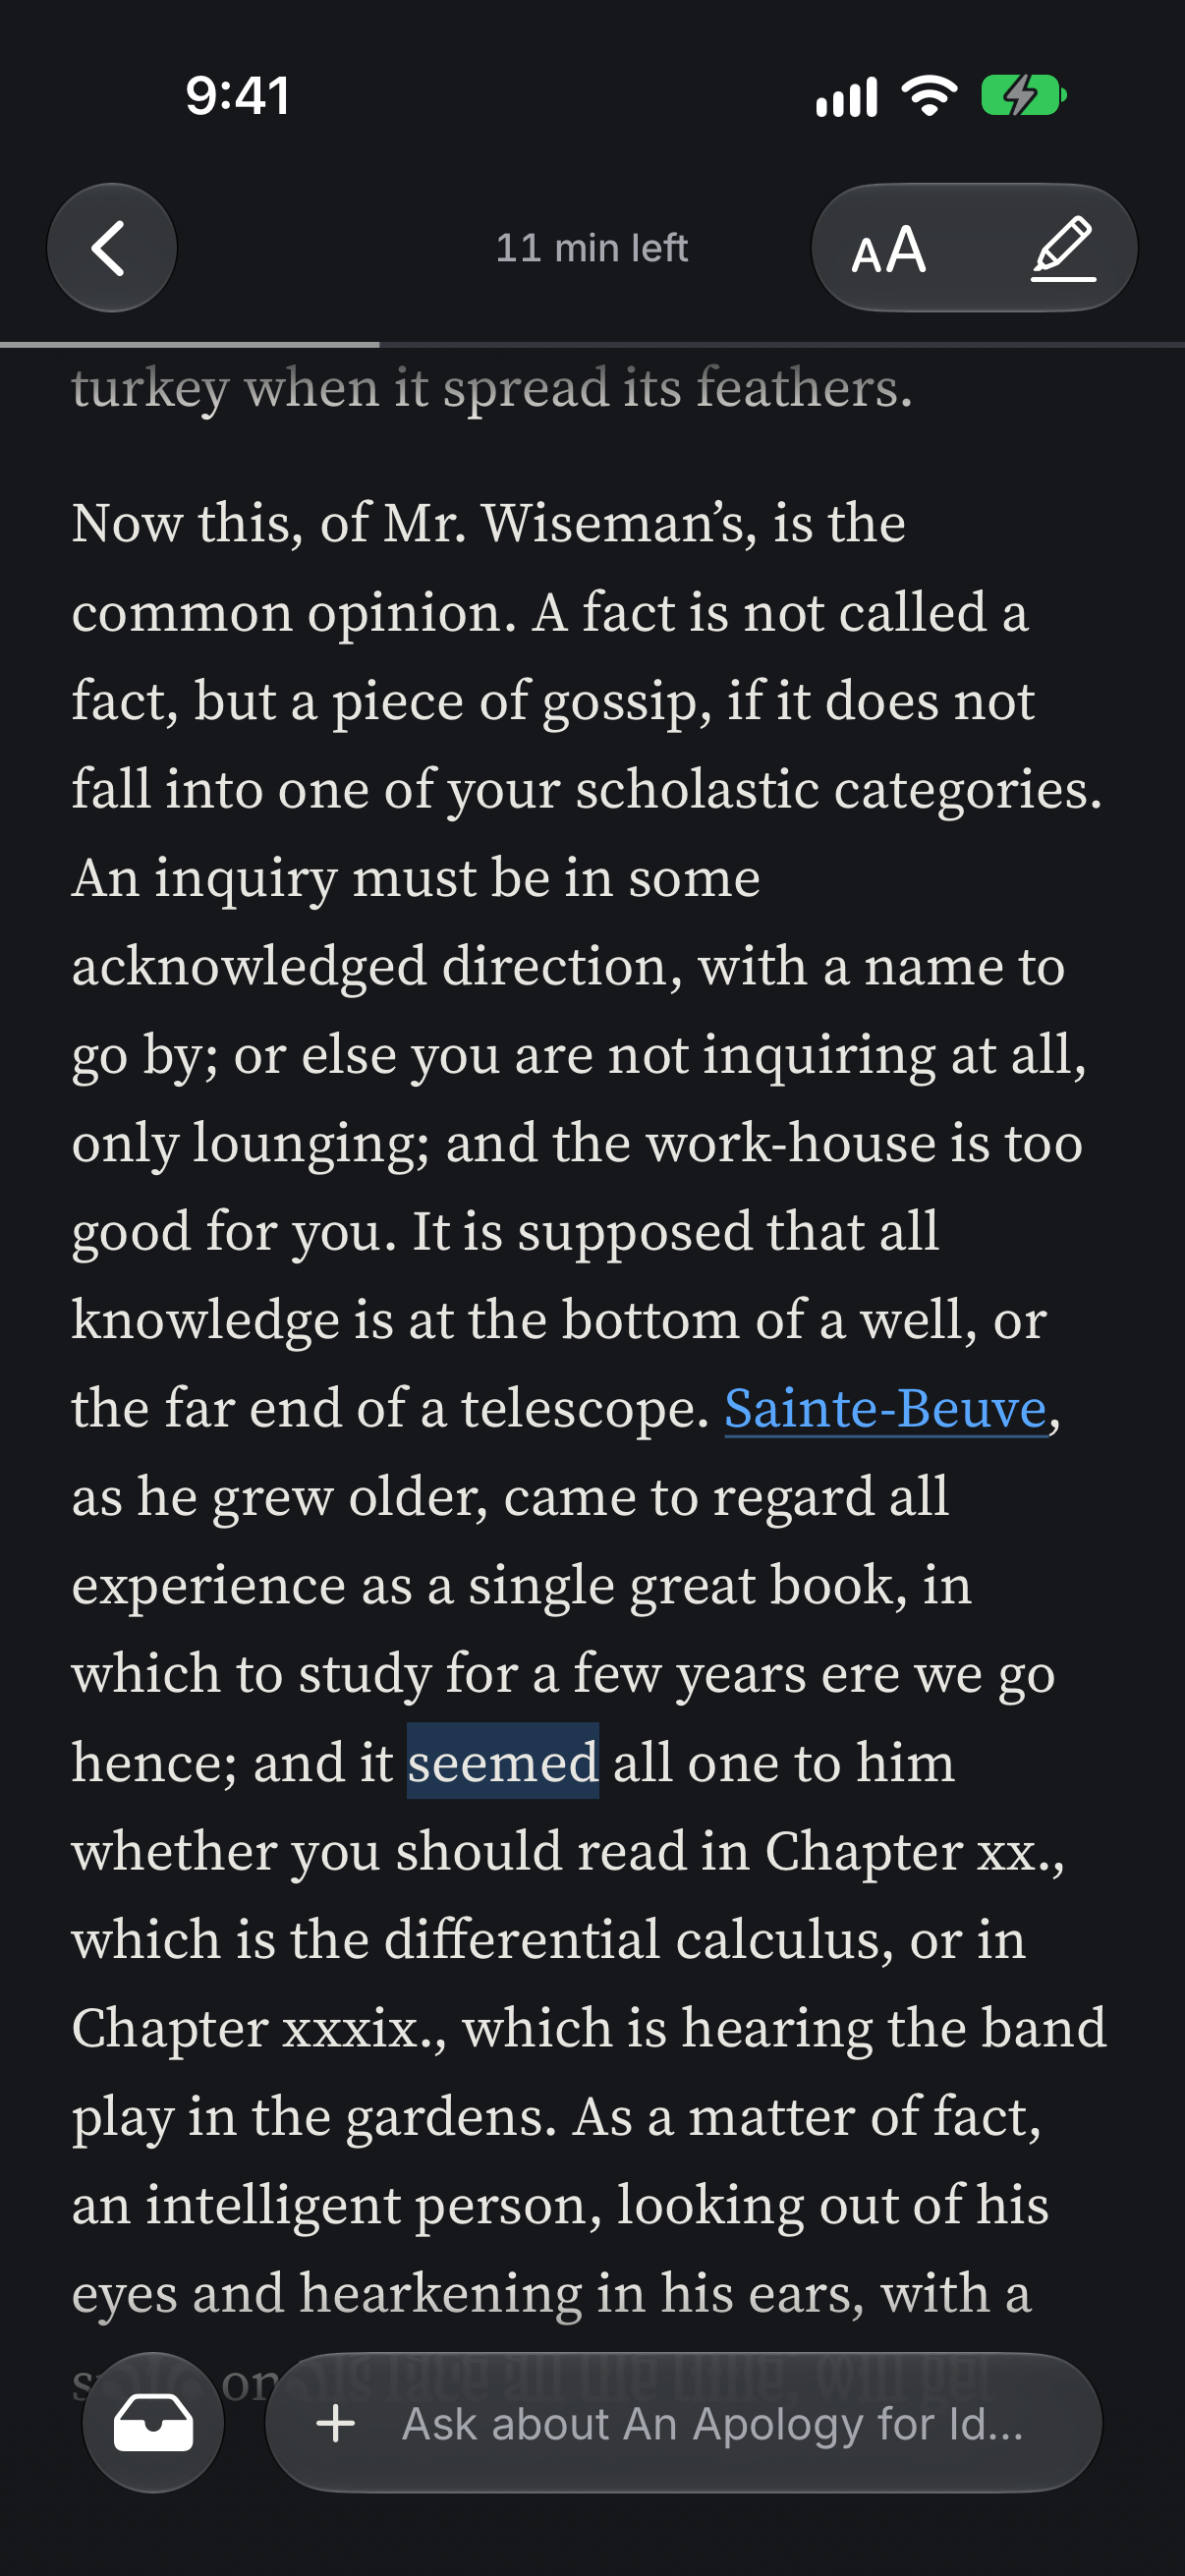 9:41
11 min left
AA
turkey when it spread its feathers.
Now this, of Mr. Wiseman’s, is the
common opinion. A fact is not called a
fact, but a piece of gossip, if it does not
fall into one of your scholastic categories.
An inquiry must be in some
acknowledged direction, with a name to
go by; or else you are not inquiring at all,
only lounging; and the work-house is too
good for you. It is supposed that all
knowledge is at the bottom of a well, or
the far end of a telescope. Sainte-Beuve,
as he grew older, came to regard all
experience as a single great book, in
which to study for a few years ere we go
hence; and it seemed all one to him
whether you should read in Chapter xx.,
which is the differential calculus, or in
Chapter xxxix., which is hearing the band
play in the gardens. As a matter of fact,
an intelligent person, looking out of his
eyes and hearkening in his ears, with a
on his face all the time, will get
Ask about An Apology for Id...